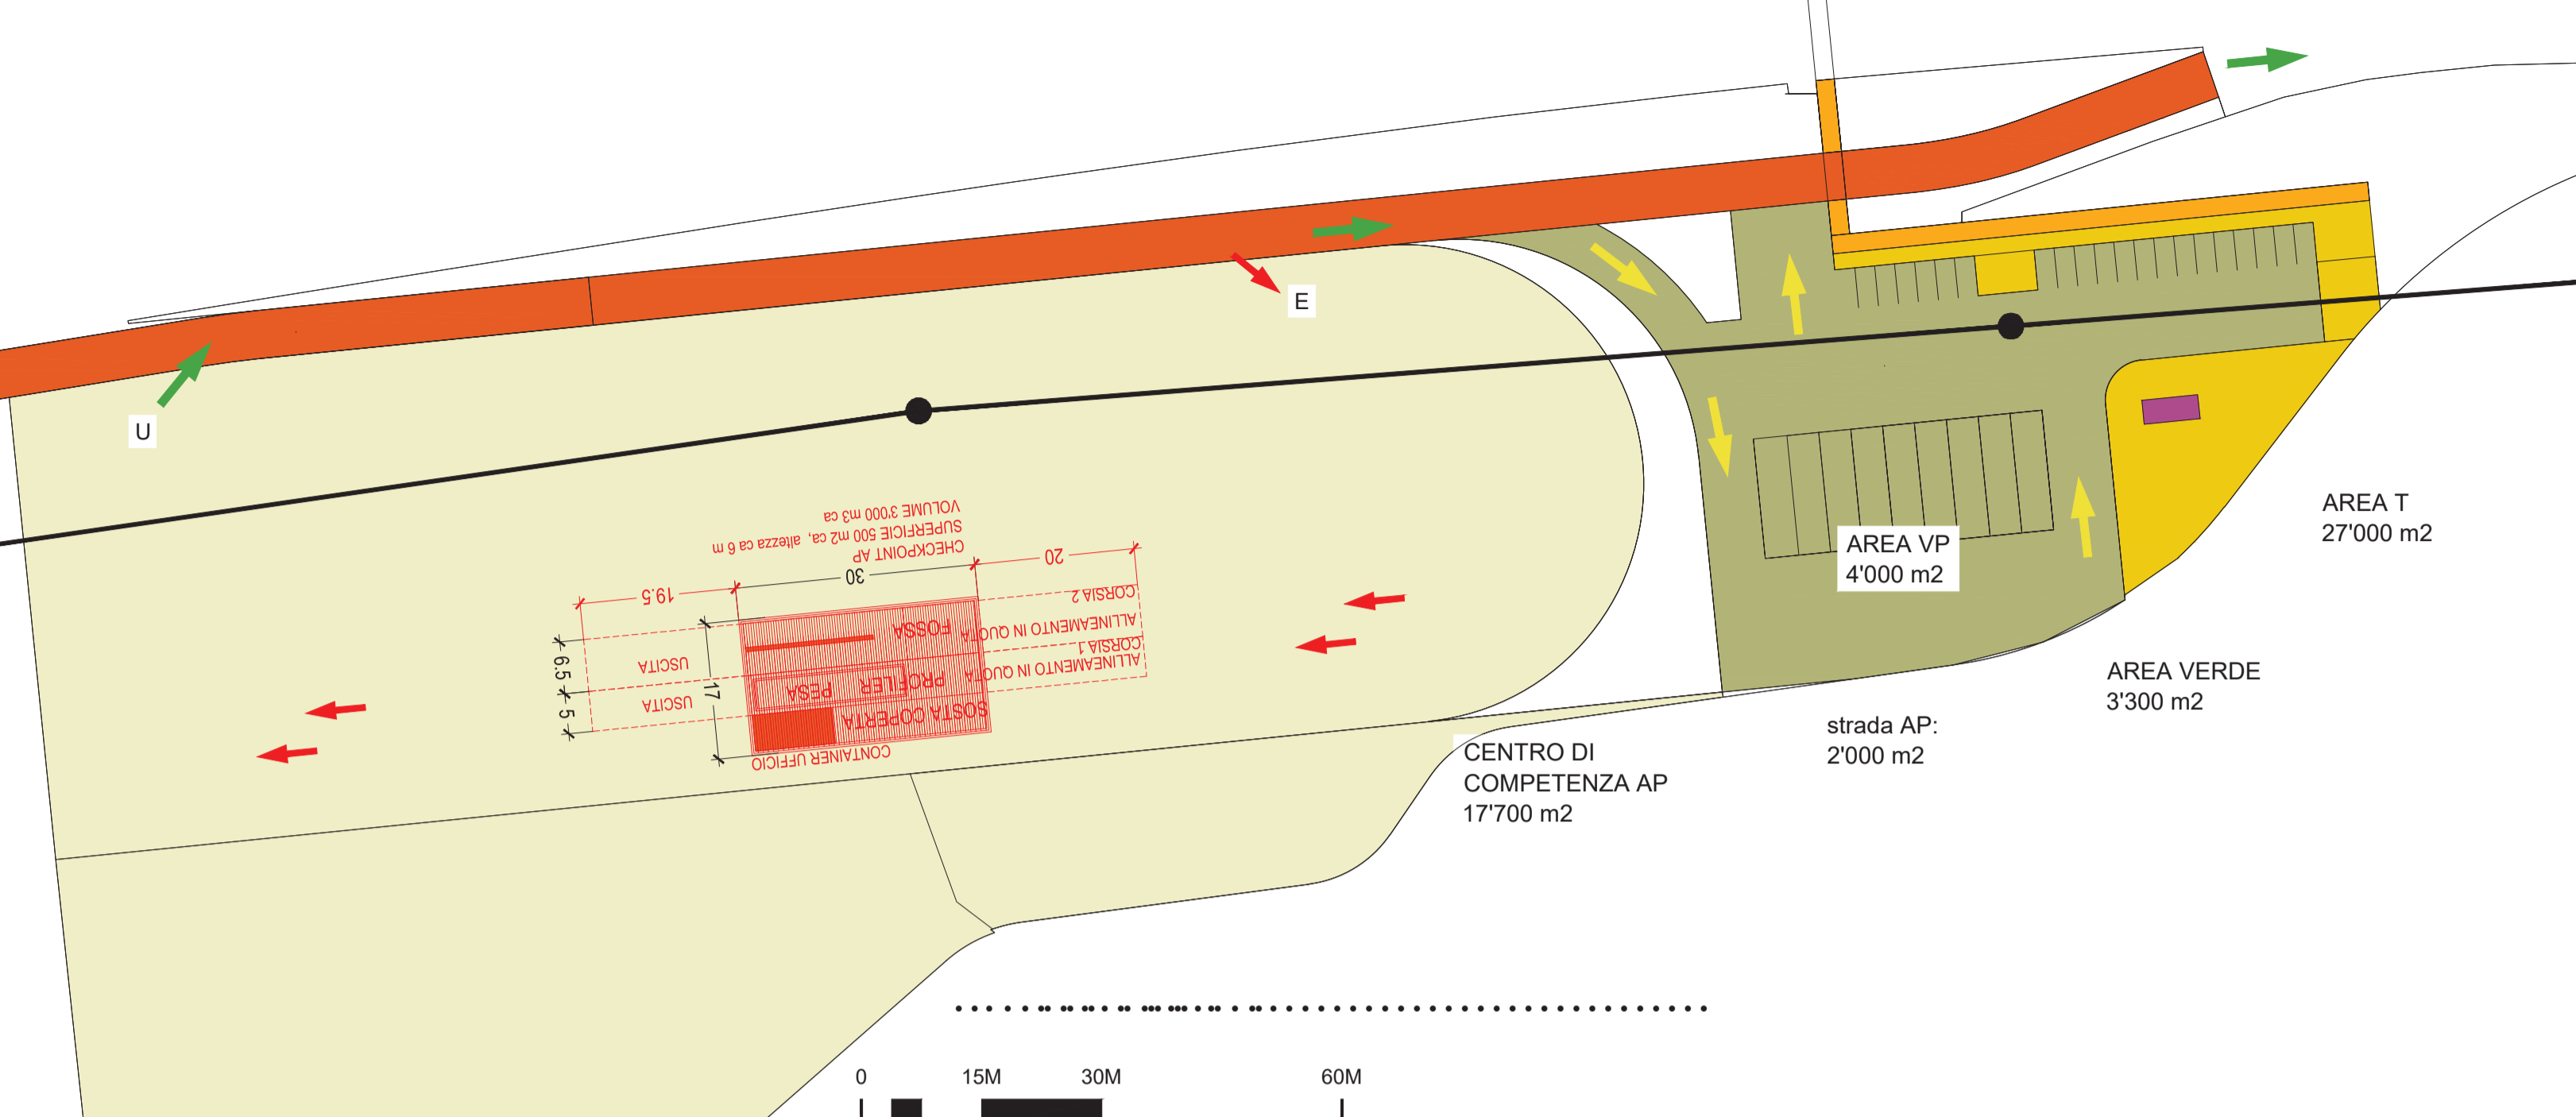 E
U
CHECKPOINT AP
SUPERFICIE 500 m2 ca, altezza ca 6 m
VOLUME 3'000 m3 ca
20
30
19.5
CORSIA 2
ALLINEAMENTO IN QUOTA
CORSIA 1
ALLINEAMENTO IN QUOTA
FOSSA
PROFILER
PESA
SOSTA COPERTA
CONTAINER UFFICIO
USCITA
USCITA
6.5
5
17
AREA VP
4'000 m2
AREA T
27'000 m2
AREA VERDE
3'300 m2
strada AP:
2'000 m2
CENTRO DI
COMPETENZA AP
17'700 m2
0 15M 30M 60M